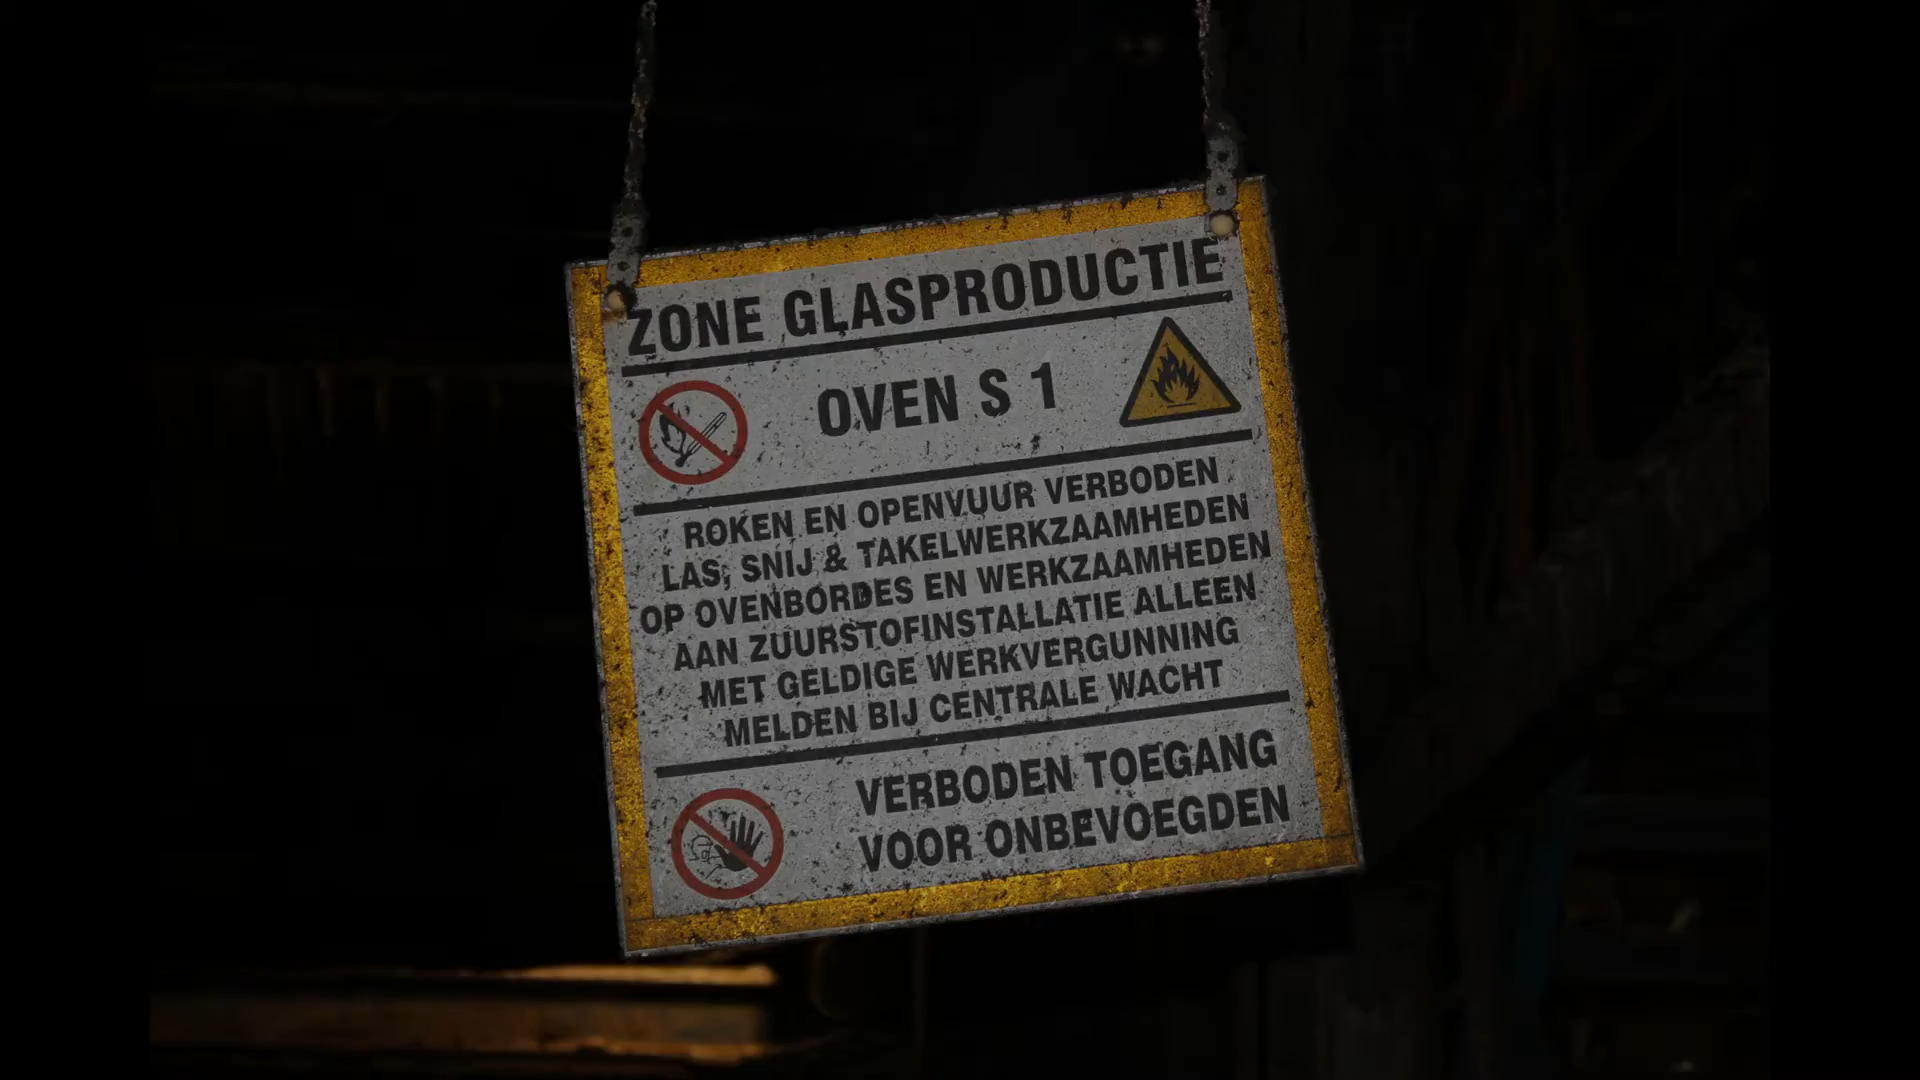 ZONE GLASPRODUCTIE
OVEN S 1
ROKEN EN OPENVUUR VERBODEN
LAS, SNIJ & TAKELWERKZAAMHEDEN
OP OVENBORDES EN WERKZAAMHEDEN
AAN ZUURSTOFINSTALLATIE ALLEEN
MET GELDIGE WERKVERGUNNING
MELDEN BIJ CENTRALE WACHT
VERBODEN TOEGANG
VOOR ONBEVOEGDEN